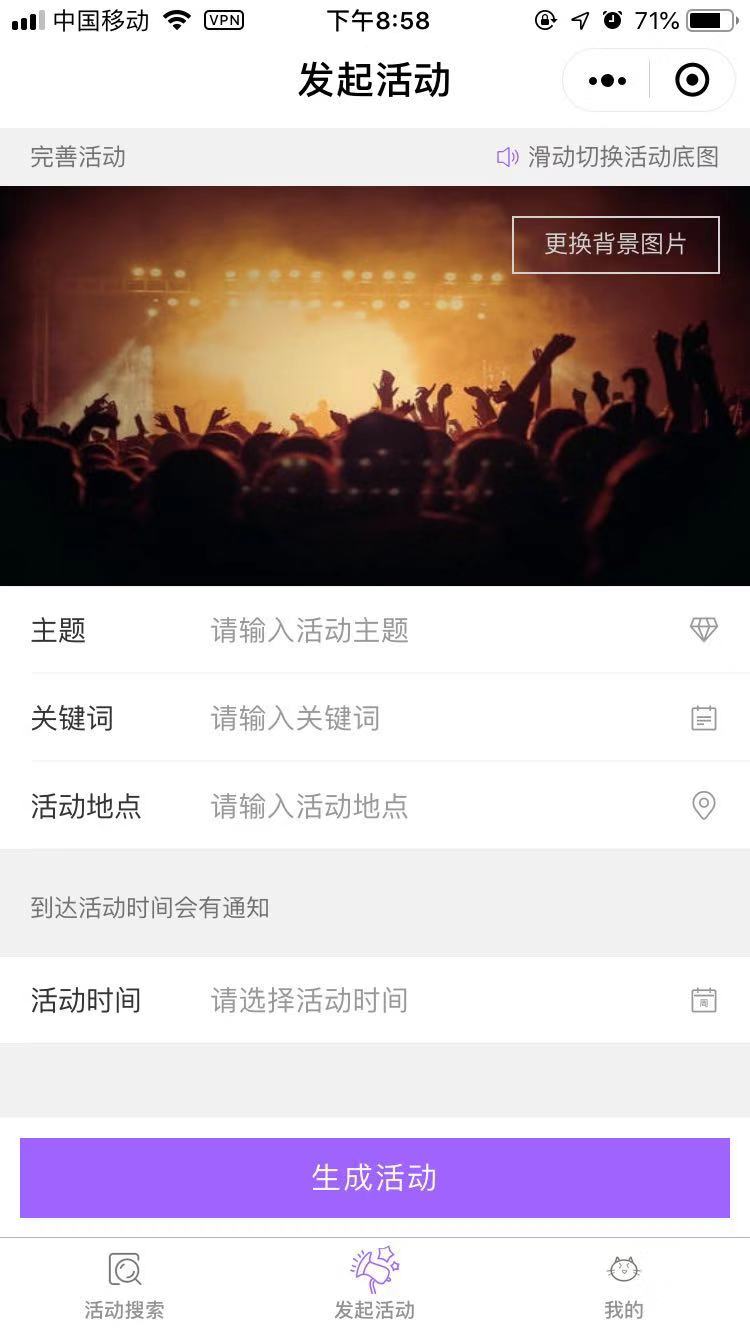 中国移动 VPN 下午8:58 71%
发起活动
完善活动 滑动切换活动底图
更换背景图片
主题 请输入活动主题
关键词 请输入关键词
活动地点 请输入活动地点
到达活动时间会有通知
活动时间 请选择活动时间 周
生成活动
活动搜索 发起活动 我的